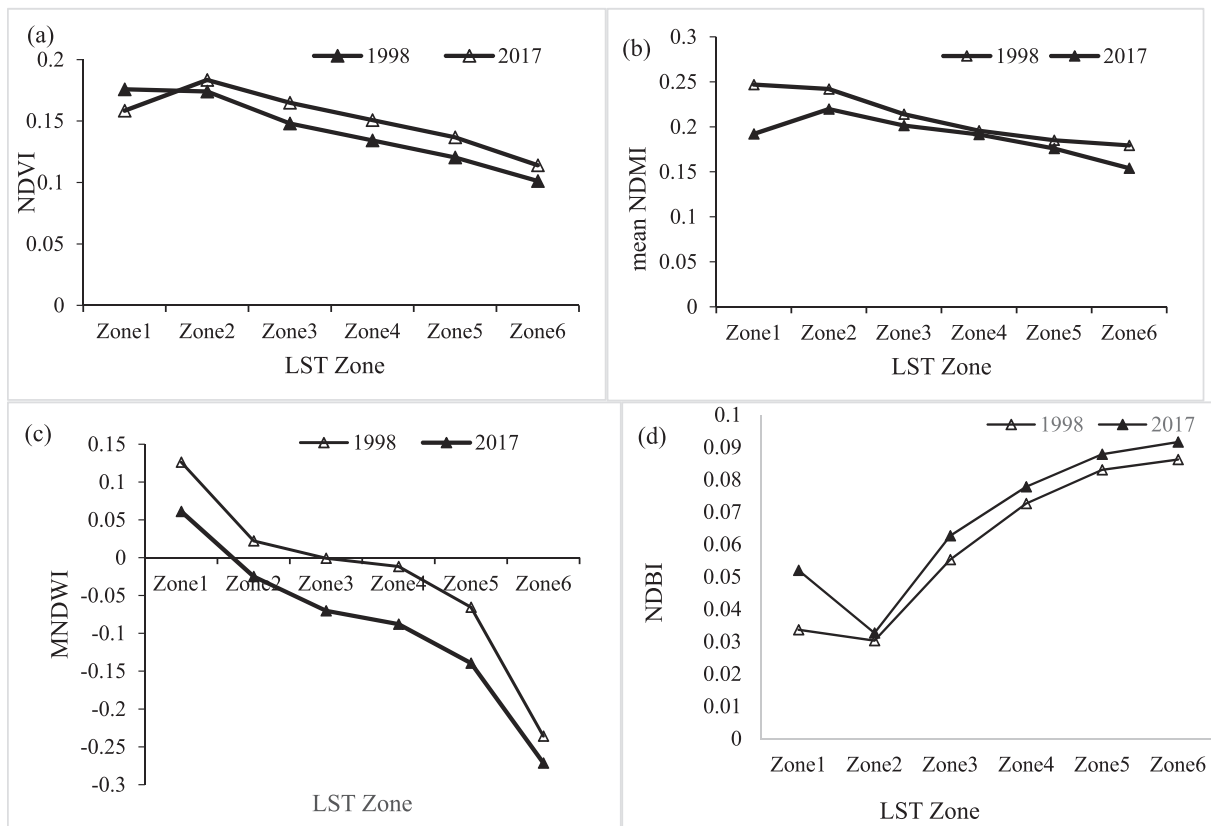 (a)
1998 2017
0.2
0.15
0.1
0.05
0
NDVI
Zone1 Zone2 Zone3 Zone4 Zone5 Zone6
LST Zone
(b)
1998 2017
0.3
0.25
0.2
0.15
0.1
0.05
0
mean NDMI
Zone1 Zone2 Zone3 Zone4 Zone5 Zone6
LST Zone
(c)
1998 2017
0.15
0.1
0.05
0
-0.05
-0.1
-0.15
-0.2
-0.25
-0.3
MNDWI
Zone1 Zone2 Zone3 Zone4 Zone5 Zone6
LST Zone
(d)
1998 2017
0.1
0.09
0.08
0.07
0.06
0.05
0.04
0.03
0.02
0.01
0
NDBI
Zone1 Zone2 Zone3 Zone4 Zone5 Zone6
LST Zone